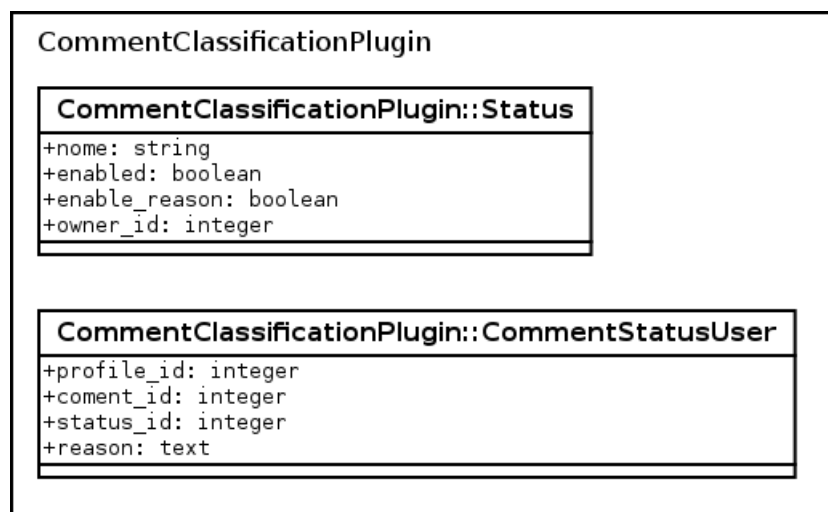 CommentClassificationPlugin
CommentClassificationPlugin::Status
+nome: string
+enabled: boolean
+enable_reason: boolean
+owner_id: integer
CommentClassificationPlugin::CommentStatusUser
+profile_id: integer
+coment_id: integer
+status_id: integer
+reason: text